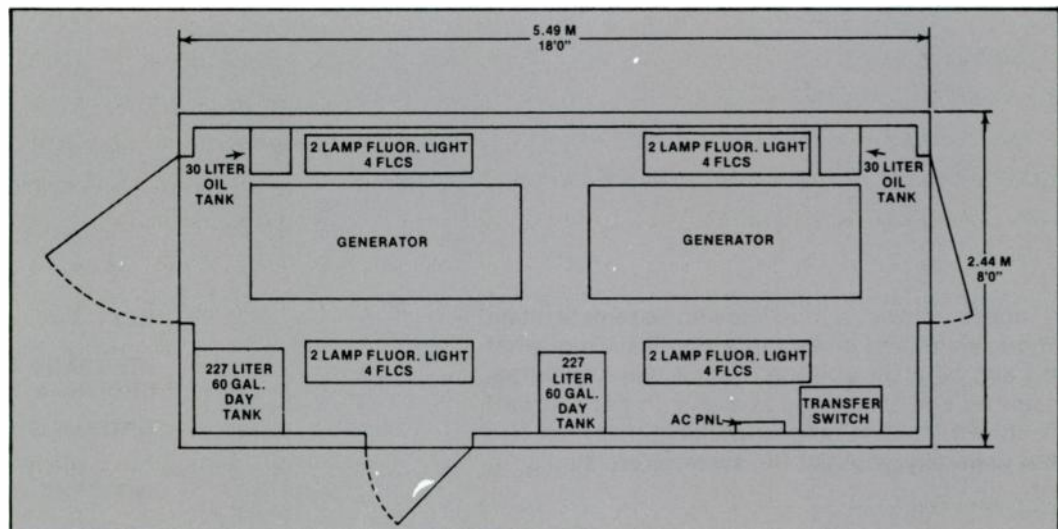 5.49 M
18'0"
2 LAMP FLUOR. LIGHT
4 FLCS
2 LAMP FLUOR. LIGHT
4 FLCS
30 LITER
OIL
TANK
30 LITER
OIL
TANK
GENERATOR
GENERATOR
2.44 M
8'0"
2 LAMP FLUOR. LIGHT
4 FLCS
2 LAMP FLUOR. LIGHT
4 FLCS
227 LITER
60 GAL.
DAY
TANK
227
LITER
60 GAL.
DAY
TANK
AC PNL
TRANSFER
SWITCH